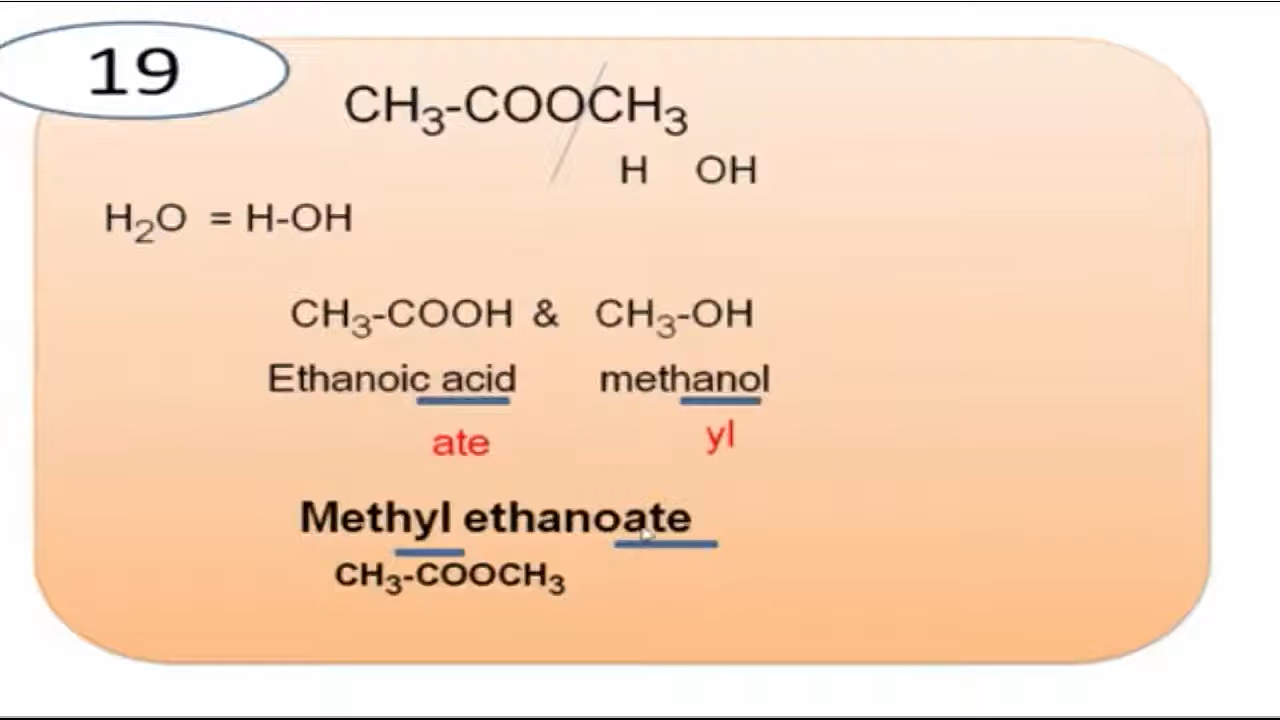 19
CH₃-COOCH₃
H OH
H₂O = H-OH
CH₃-COOH & CH₃-OH
Ethanoic acid methanol
ate yl
Methyl ethanoate
CH₃-COOCH₃